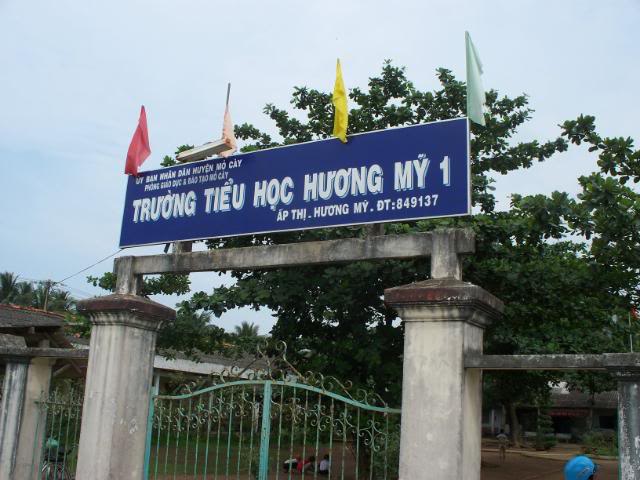 ỦY BAN NHÂN DÂN HUYỆN MỎ CÀY
PHÒNG GIÁO DỤC & ĐÀO TẠO MỎ CÀY
TRƯỜNG TIỂU HỌC HƯƠNG MỸ 1
ẤP THỊ . HƯƠNG MỸ . ĐT:849137